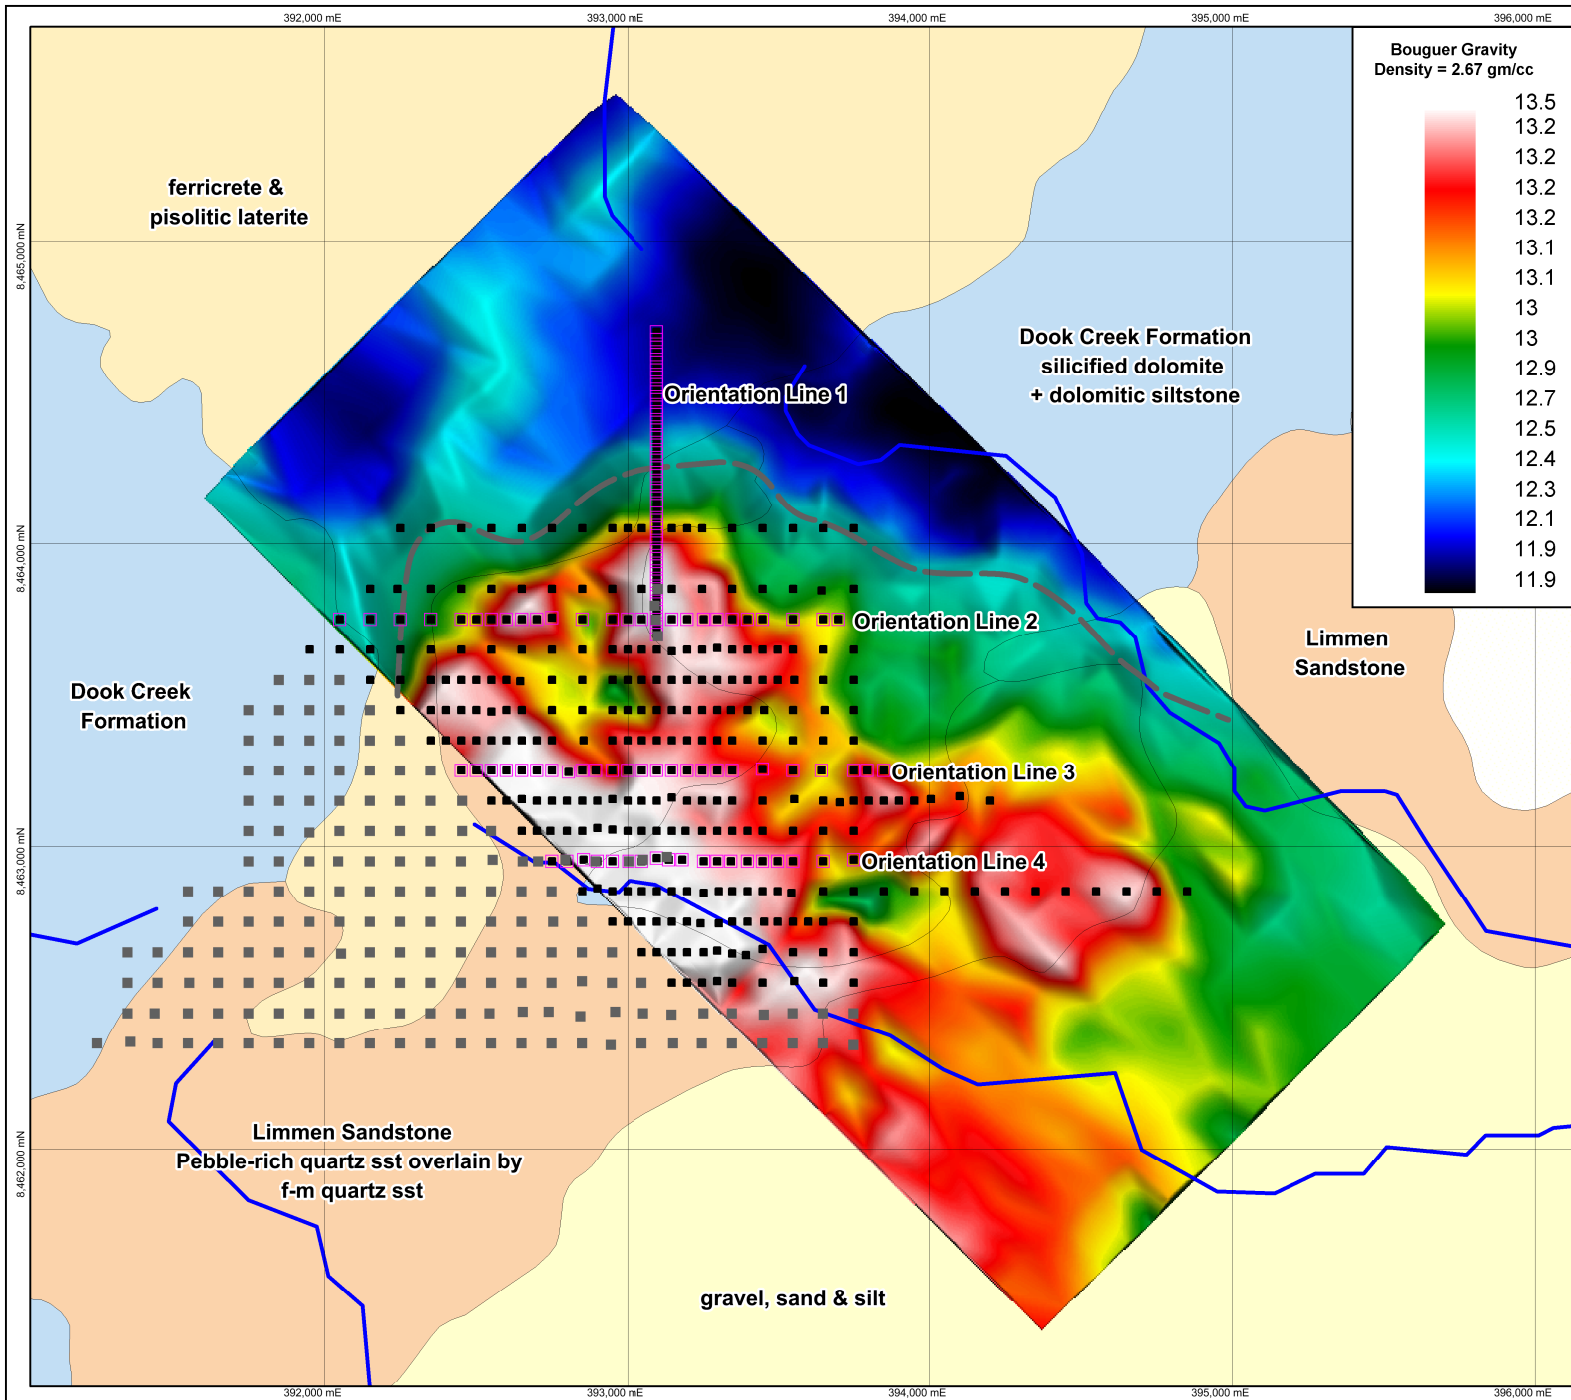 392,000 mE
393,000 mE
394,000 mE
395,000 mE
396,000 mE
Bouguer Gravity
Density = 2.67 gm/cc
13.5
13.2
13.2
13.2
13.2
13.1
13.1
13
13
12.9
12.7
12.5
12.4
12.3
12.1
11.9
11.9
ferricrete &
pisolitic laterite
8,465,000 mN
Dook Creek Formation
silicified dolomite
+ dolomitic siltstone
Orientation Line 1
8,464,000 mN
Orientation Line 2
Limmen
Sandstone
Dook Creek
Formation
Orientation Line 3
8,463,000 mN
Orientation Line 4
Limmen Sandstone
Pebble-rich quartz sst overlain by
f-m quartz sst
8,462,000 mN
gravel, sand & silt
392,000 mE
393,000 mE
394,000 mE
395,000 mE
396,000 mE